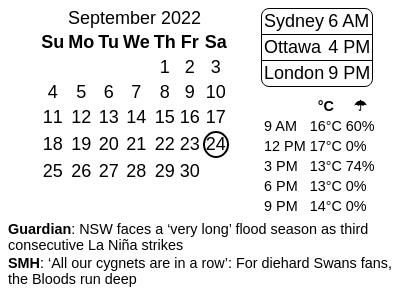 September 2022
Su Mo Tu We Th Fr Sa
1 2 3
4 5 6 7 8 9 10
11 12 13 14 15 16 17
18 19 20 21 22 23 24
25 26 27 28 29 30
Sydney 6 AM
Ottawa 4 PM
London 9 PM
°C ☂
9 AM 16°C 60%
12 PM 17°C 0%
3 PM 13°C 74%
6 PM 13°C 0%
9 PM 14°C 0%
Guardian: NSW faces a ‘very long’ flood season as third
consecutive La Niña strikes
SMH: ‘All our cygnets are in a row’: For diehard Swans fans,
the Bloods run deep